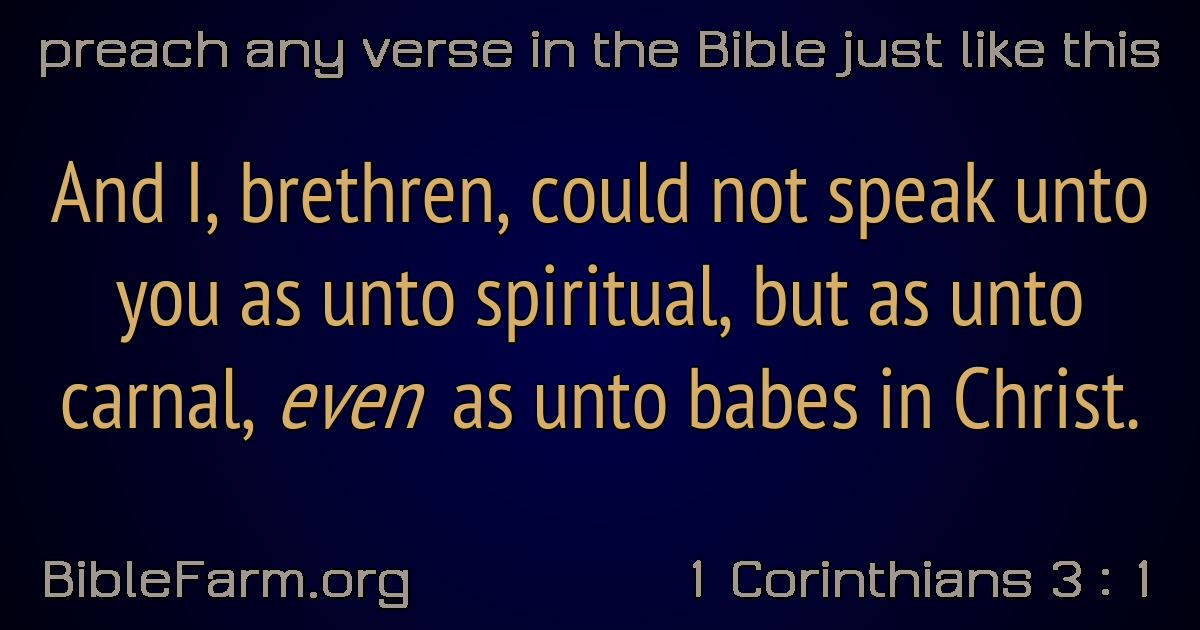 preach any verse in the Bible just like this
And I, brethren, could not speak unto
you as unto spiritual, but as unto
carnal, even as unto babes in Christ.
BibleFarm.org
1 Corinthians 3 : 1